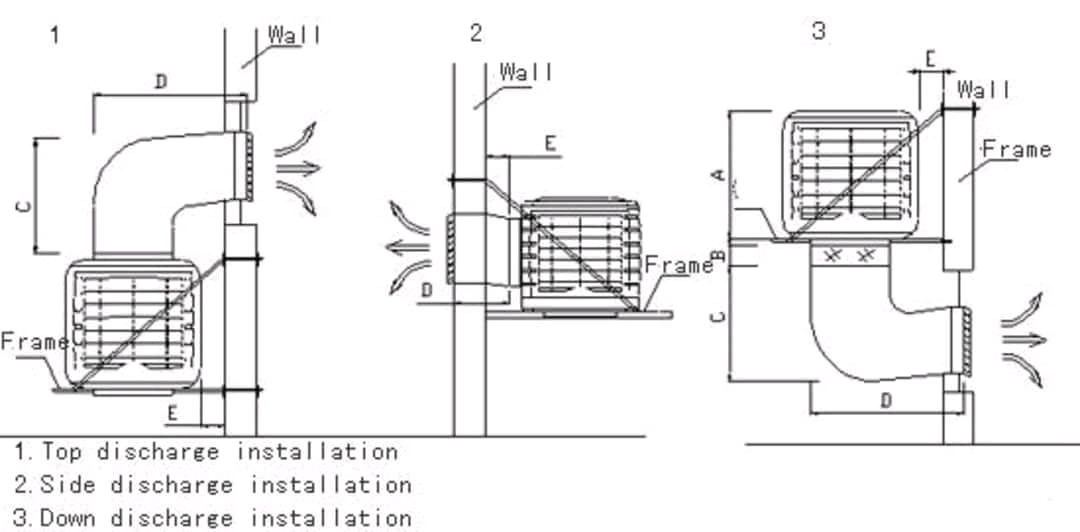 1
2
3
Wall
Wall
Wall
D
E
E
C
A
Frame
B
Frame
D
C
Frame
E
D
1.Top discharge installation
2.Side discharge installation
3.Down discharge installation